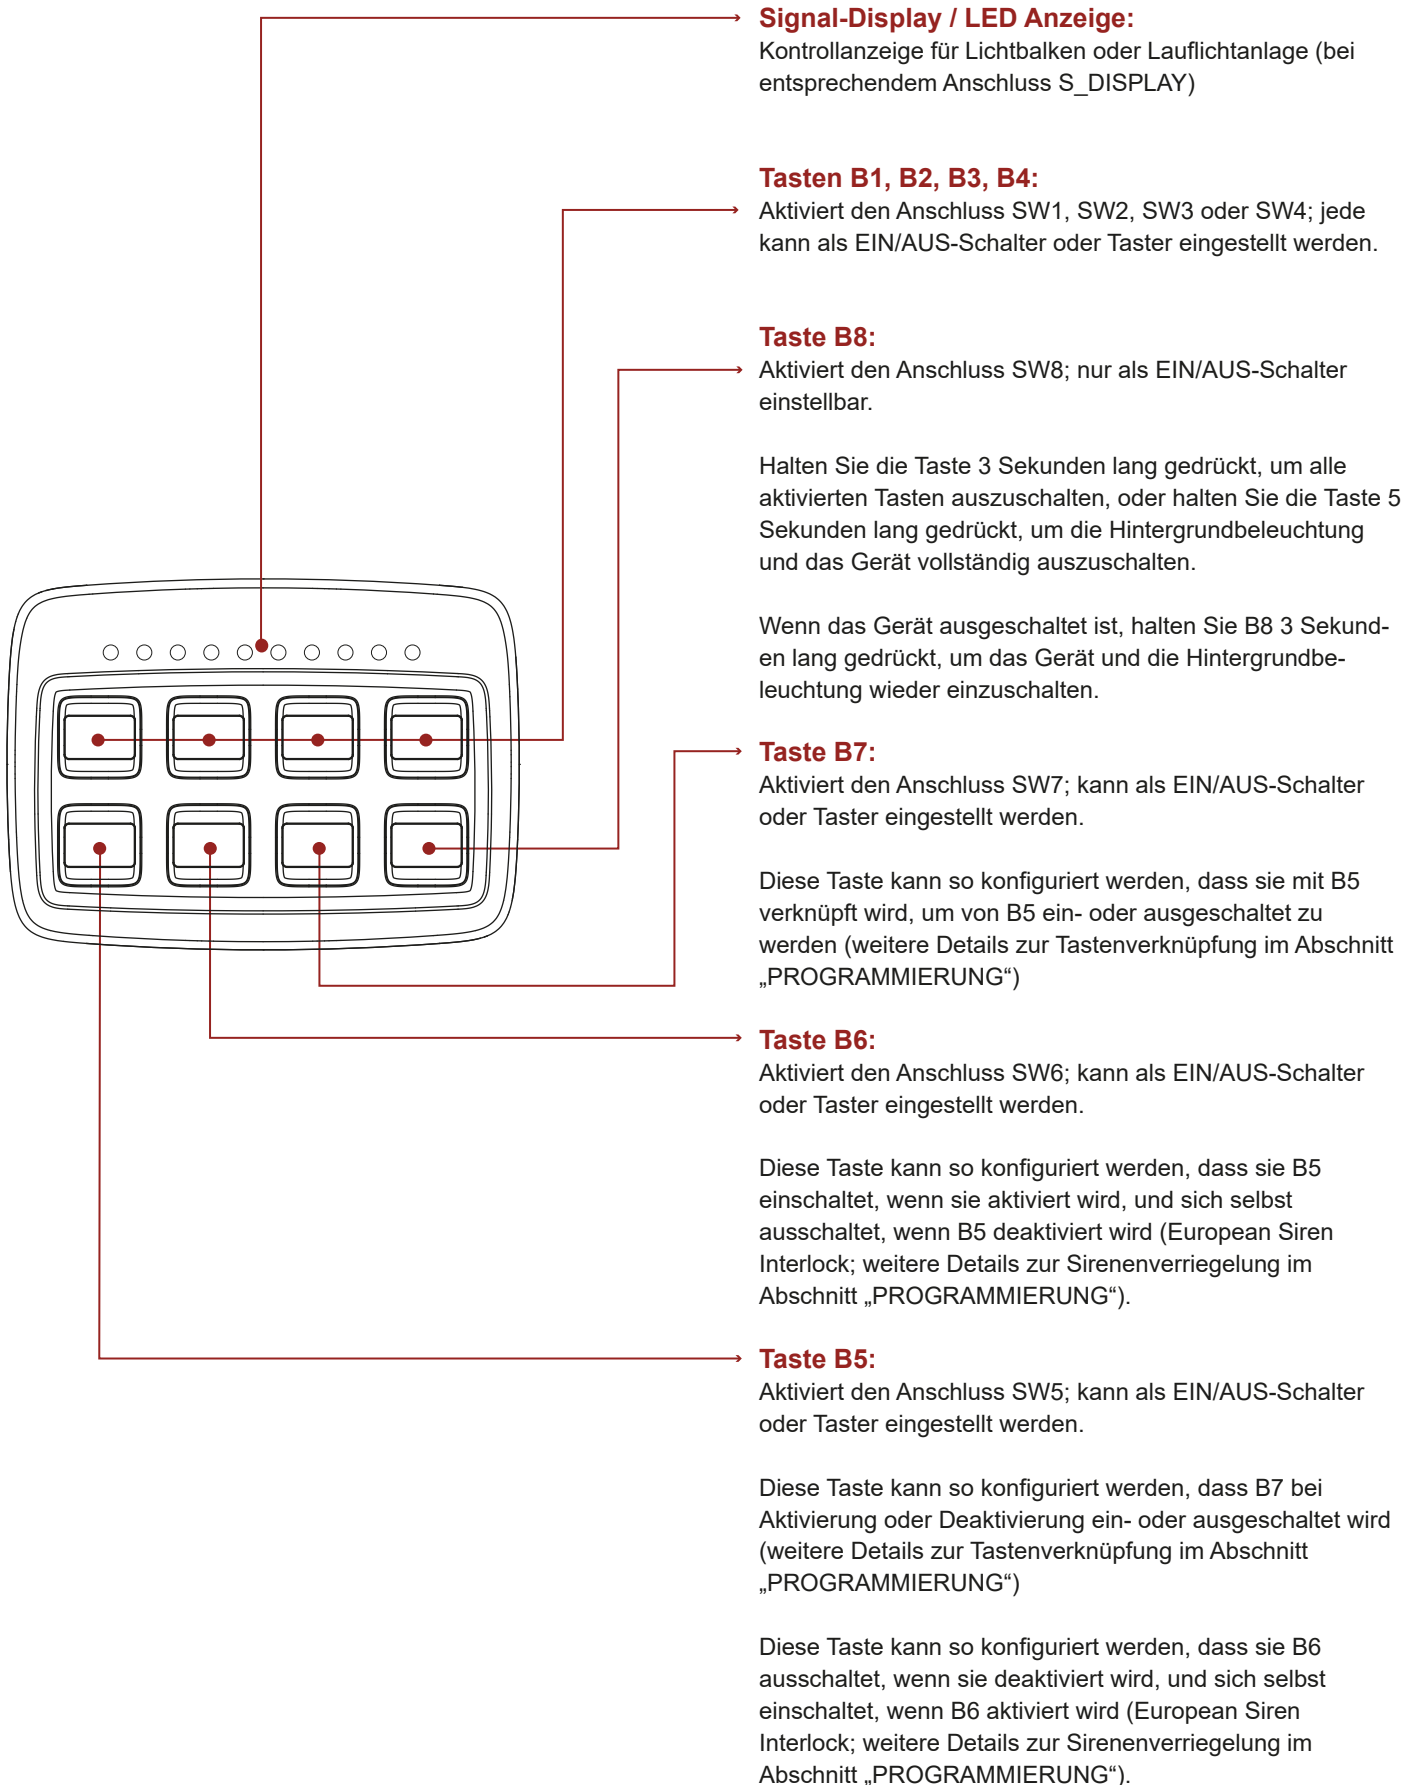 Signal-Display / LED Anzeige:
Kontrollanzeige für Lichtbalken oder Lauflichtanlage (bei
entsprechendem Anschluss S_DISPLAY)
Tasten B1, B2, B3, B4:
Aktiviert den Anschluss SW1, SW2, SW3 oder SW4; jede
kann als EIN/AUS-Schalter oder Taster eingestellt werden.
Taste B8:
Aktiviert den Anschluss SW8; nur als EIN/AUS-Schalter
einstellbar.
Halten Sie die Taste 3 Sekunden lang gedrückt, um alle
aktivierten Tasten auszuschalten, oder halten Sie die Taste 5
Sekunden lang gedrückt, um die Hintergrundbeleuchtung
und das Gerät vollständig auszuschalten.
Wenn das Gerät ausgeschaltet ist, halten Sie B8 3 Sekund-
en lang gedrückt, um das Gerät und die Hintergrundbe-
leuchtung wieder einzuschalten.
Taste B7:
Aktiviert den Anschluss SW7; kann als EIN/AUS-Schalter
oder Taster eingestellt werden.
Diese Taste kann so konfiguriert werden, dass sie mit B5
verknüpft wird, um von B5 ein- oder ausgeschaltet zu
werden (weitere Details zur Tastenverknüpfung im Abschnitt
„PROGRAMMIERUNG“)
Taste B6:
Aktiviert den Anschluss SW6; kann als EIN/AUS-Schalter
oder Taster eingestellt werden.
Diese Taste kann so konfiguriert werden, dass sie B5
einschaltet, wenn sie aktiviert wird, und sich selbst
ausschaltet, wenn B5 deaktiviert wird (European Siren
Interlock; weitere Details zur Sirenenverriegelung im
Abschnitt „PROGRAMMIERUNG“).
Taste B5:
Aktiviert den Anschluss SW5; kann als EIN/AUS-Schalter
oder Taster eingestellt werden.
Diese Taste kann so konfiguriert werden, dass B7 bei
Aktivierung oder Deaktivierung ein- oder ausgeschaltet wird
(weitere Details zur Tastenverknüpfung im Abschnitt
„PROGRAMMIERUNG“)
Diese Taste kann so konfiguriert werden, dass sie B6
ausschaltet, wenn sie deaktiviert wird, und sich selbst
einschaltet, wenn B6 aktiviert wird (European Siren
Interlock; weitere Details zur Sirenenverriegelung im
Abschnitt „PROGRAMMIERUNG“).